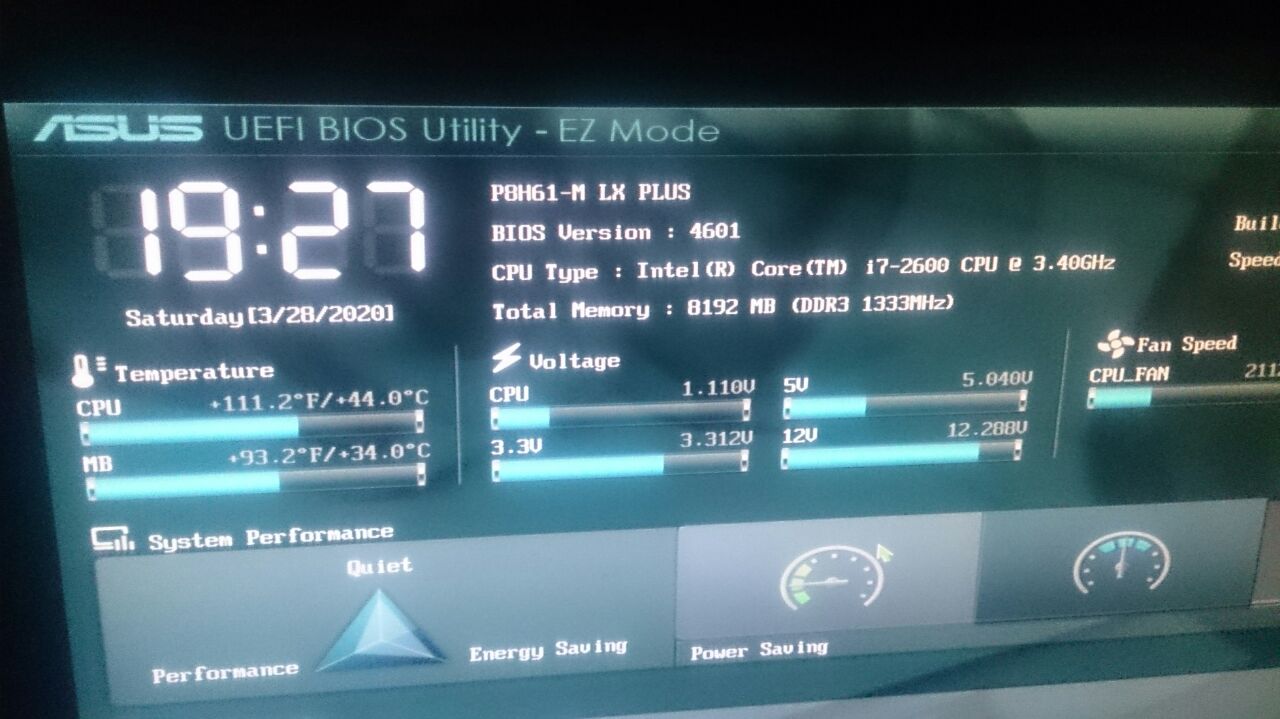 ASUS UEFI BIOS Utility - EZ Mode
19:27
Saturday[3/28/2020]
P8H61-M LX PLUS
BIOS Version : 4601
CPU Type : Intel(R) Core(TM) i7-2600 CPU @ 3.40GHz
Speed
Total Memory : 8192 MB (DDR3 1333MHz)
Temperature
CPU +111.2°F/+44.0°C
MB +93.2°F/+34.0°C
Voltage
CPU 1.110V 5V 5.040V
3.3V 3.312V 12V 12.288V
Fan Speed
CPU_FAN 2112
System Performance
Quiet
Performance
Energy Saving
Power Saving